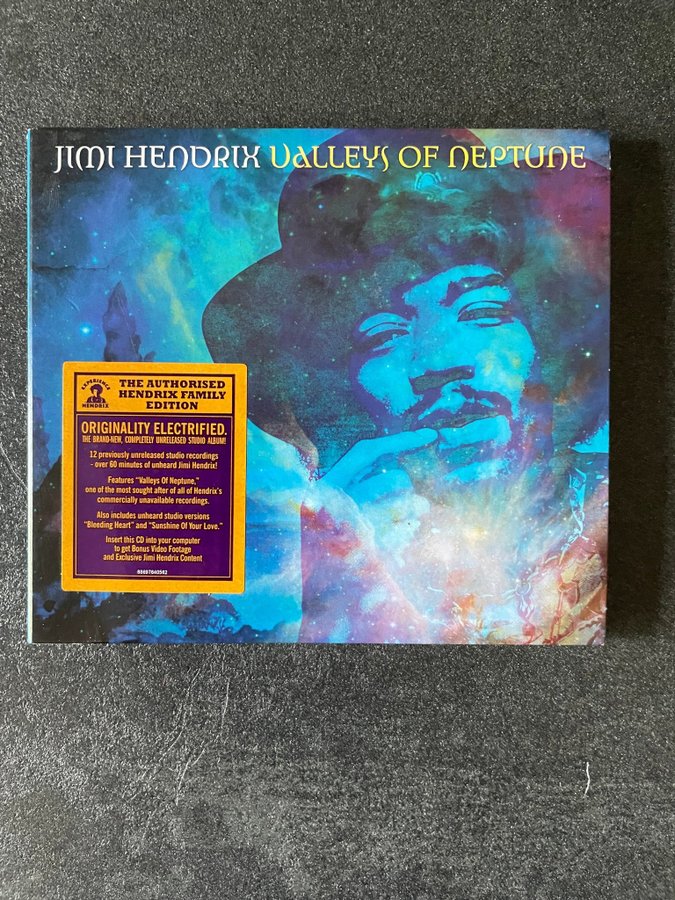 JIMI HENDRIX VALLEYS OF NEPTUNE
EXPERIENCE
HENDRIX
THE AUTHORISED
HENDRIX FAMILY
EDITION
ORIGINALITY ELECTRIFIED.
THE BRAND-NEW, COMPLETELY UNRELEASED STUDIO ALBUM!
12 previously unreleased studio recordings
- over 60 minutes of unheard Jimi Hendrix!
Features "Valleys Of Neptune,"
one of the most sought after of all of Hendrix's
commercially unavailable recordings.
Also includes unheard studio versions
"Bleeding Heart" and "Sunshine Of Your Love."
Insert this CD into your computer
to get Bonus Video Footage
and Exclusive Jimi Hendrix Content
88697640582